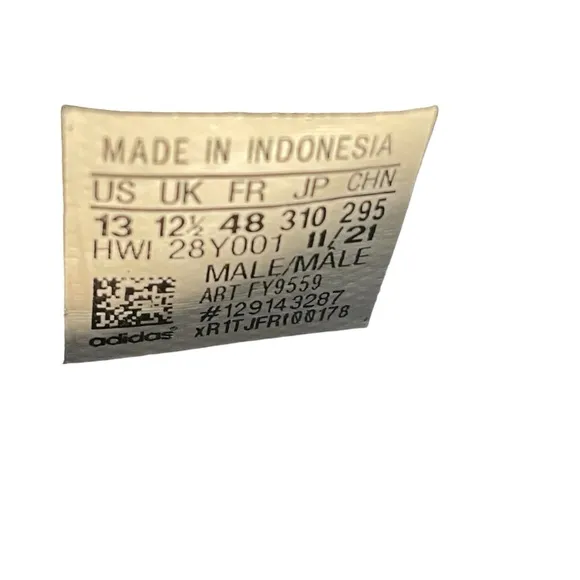 MADE IN INDONESIA
US UK FR JP CHN
13 12½ 48 310 295
HWI 28Y001 11/21
MALE/MÂLE
ART FY9559
#129143287
xR1TJFRI00178
adidas